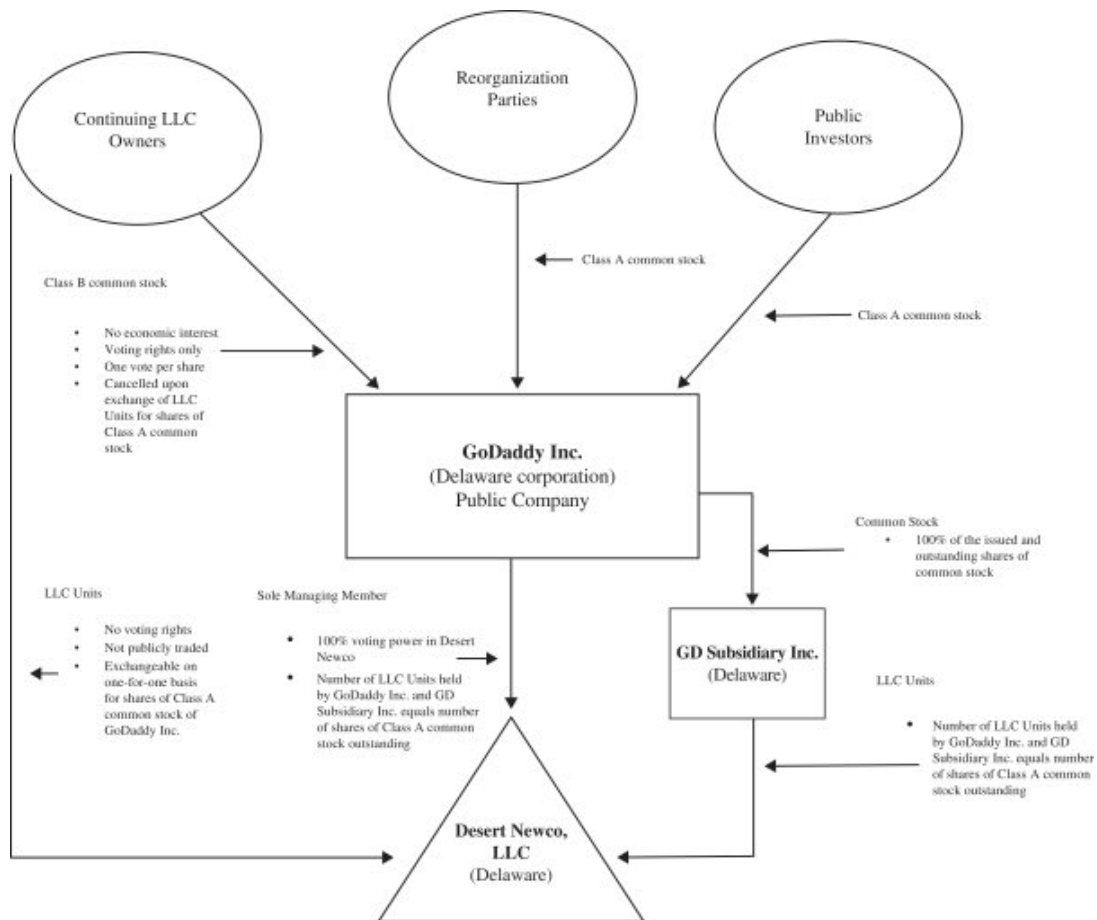 Continuing LLC
Owners
Reorganization
Parties
Public
Investors
Class A common stock
Class B common stock
• No economic interest
• Voting rights only
• One vote per share
• Cancelled upon
exchange of LLC
Units for shares of
Class A common
stock
Class A common stock
GoDaddy Inc.
(Delaware corporation)
Public Company
Common Stock
• 100% of the issued and
outstanding shares of
common stock
LLC Units
• No voting rights
• Not publicly traded
• Exchangeable on
one-for-one basis
for shares of Class A
common stock of
GoDaddy Inc.
Sole Managing Member
• 100% voting power in Desert
Newco
• Number of LLC Units held
by GoDaddy Inc. and GD
Subsidiary Inc. equals number
of shares of Class A common
stock outstanding
GD Subsidiary Inc.
(Delaware)
LLC Units
• Number of LLC Units held
by GoDaddy Inc. and GD
Subsidiary Inc. equals number
of shares of Class A common
stock outstanding
Desert Newco,
LLC
(Delaware)